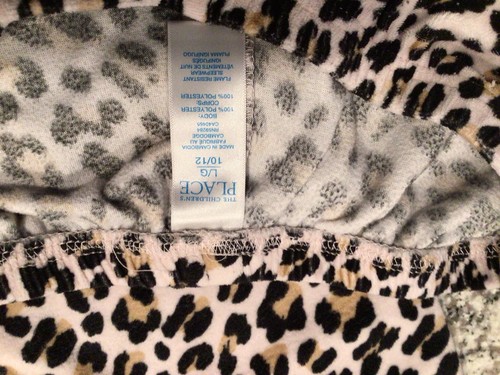 THE CHILDREN'S
PLACE
L/G
10/12
MADE IN CAMBODIA
FABRIQUÉ AU
CAMBODGE
BODY:
100% POLYESTER
CORPS:
100% POLYESTER
FLAME RESISTANT
SLEEPWEAR
VÊTEMENTS DE NUIT
IGNIFUGES